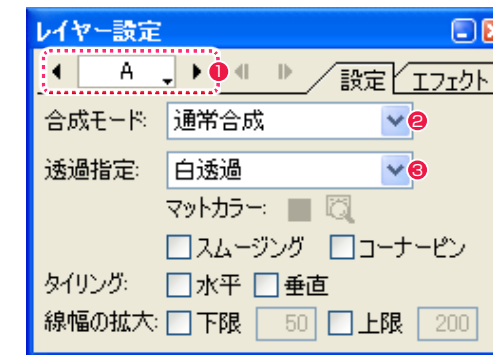 レイヤー設定
A ❶ 設定 エフェクト
合成モード: 通常合成 ❷
透過指定: 白透過 ❸
マットカラー:
スムージング コーナーピン
タイリング: 水平 垂直
線幅の拡大: 下限 50 上限 200